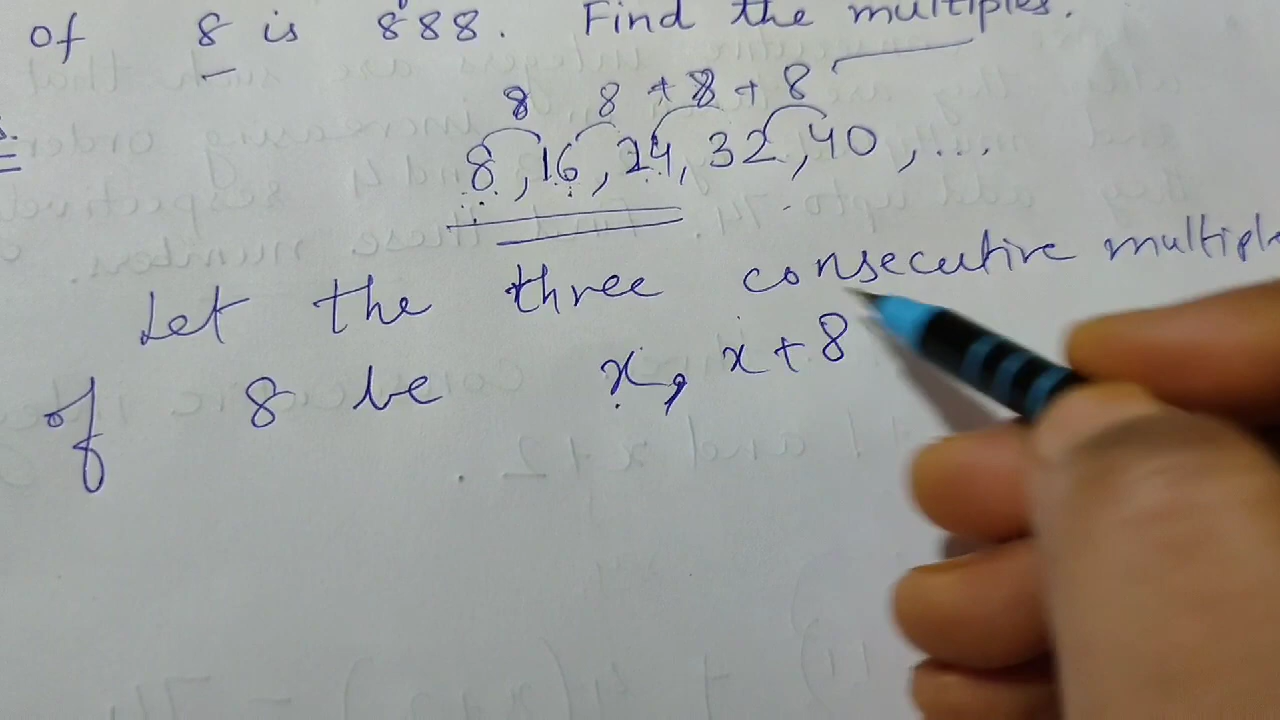 of 8 is 888. Find the multiples.
8 8 + 8 + 8
8, 16, 24, 32, 40, ...
Let the three consecutive multipl
of 8 be x, x + 8